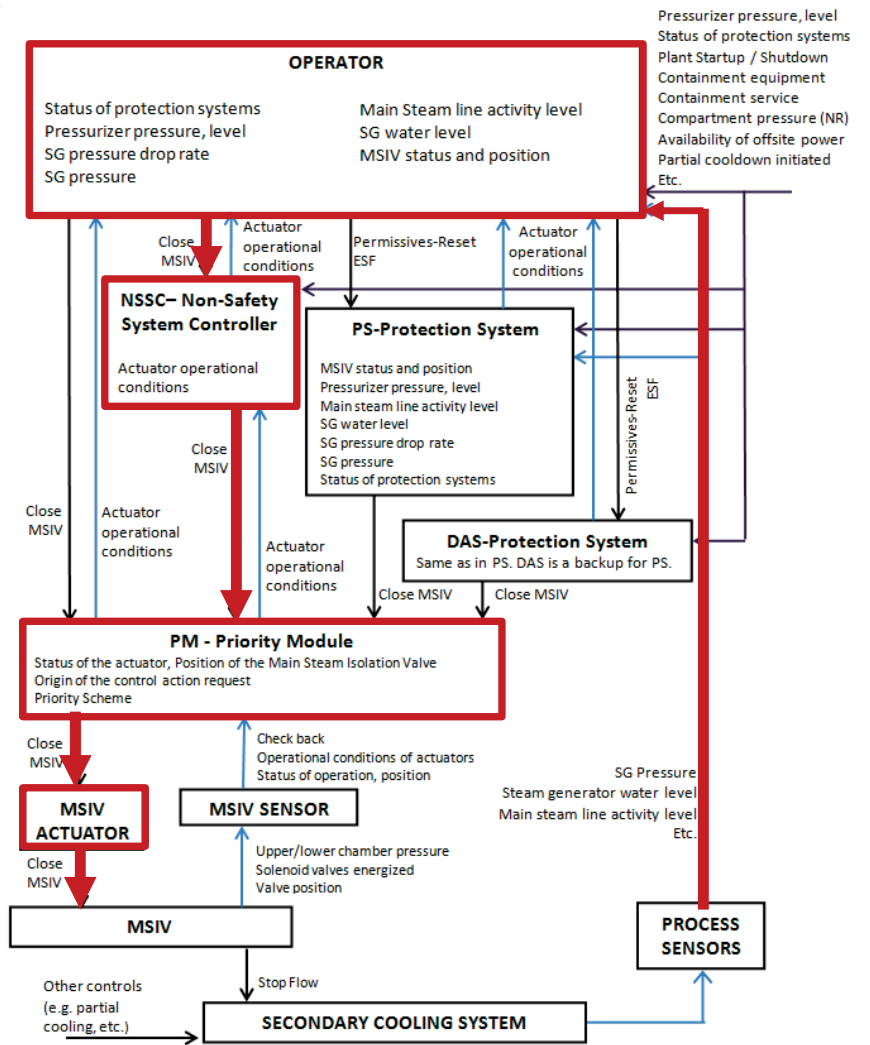 Pressurizer pressure, level
Status of protection systems
Plant Startup / Shutdown
Containment equipment
Containment service
Compartment pressure (NR)
Availability of offsite power
Partial cooldown initiated
Etc.
OPERATOR
Status of protection systems
Pressurizer pressure, level
SG pressure drop rate
SG pressure
Main Steam line activity level
SG water level
MSIV status and position
Close
MSIV
Actuator
operational
conditions
Permissives-Reset
ESF
Actuator
operational
conditions
NSSC– Non-Safety
System Controller
Actuator operational
conditions
PS-Protection System
MSIV status and position
Pressurizer pressure, level
Main steam line activity level
SG water level
SG pressure drop rate
SG pressure
Status of protection systems
Permissives-Reset
ESF
Close
MSIV
Close
MSIV
Actuator
operational
conditions
Actuator
operational
conditions
DAS-Protection System
Same as in PS. DAS is a backup for PS.
Close MSIV
Close MSIV
PM - Priority Module
Status of the actuator, Position of the Main Steam Isolation Valve
Origin of the control action request
Priority Scheme
Close
MSIV
Check back
Operational conditions of actuators
Status of operation, position
SG Pressure
Steam generator water level
Main steam line activity level
Etc.
MSIV
ACTUATOR
MSIV SENSOR
Close
MSIV
Upper/lower chamber pressure
Solenoid valves energized
Valve position
MSIV
PROCESS
SENSORS
Stop Flow
Other controls
(e.g. partial
cooling, etc.)
SECONDARY COOLING SYSTEM